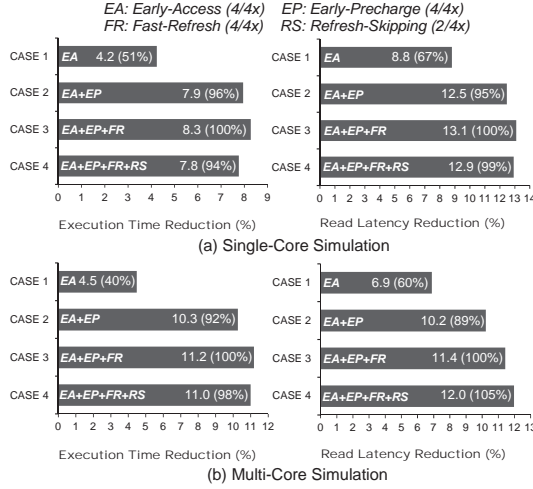 EA: Early-Access (4/4x) EP: Early-Precharge (4/4x)
FR: Fast-Refresh (4/4x) RS: Refresh-Skipping (2/4x)
CASE 1 EA 4.2 (51%)
CASE 2 EA+EP 7.9 (96%)
CASE 3 EA+EP+FR 8.3 (100%)
CASE 4 EA+EP+FR+RS 7.8 (94%)
0 1 2 3 4 5 6 7 8 9
Execution Time Reduction (%)
CASE 1 EA 8.8 (67%)
CASE 2 EA+EP 12.5 (95%)
CASE 3 EA+EP+FR 13.1 (100%)
CASE 4 EA+EP+FR+RS 12.9 (99%)
0 1 2 3 4 5 6 7 8 9 10 11 12 13 14
Read Latency Reduction (%)
(a) Single-Core Simulation
CASE 1 EA 4.5 (40%)
CASE 2 EA+EP 10.3 (92%)
CASE 3 EA+EP+FR 11.2 (100%)
CASE 4 EA+EP+FR+RS 11.0 (98%)
0 1 2 3 4 5 6 7 8 9 10 11 12
Execution Time Reduction (%)
CASE 1 EA 6.9 (60%)
CASE 2 EA+EP 10.2 (89%)
CASE 3 EA+EP+FR 11.4 (100%)
CASE 4 EA+EP+FR+RS 12.0 (105%)
0 1 2 3 4 5 6 7 8 9 10 11 12 13
Read Latency Reduction (%)
(b) Multi-Core Simulation